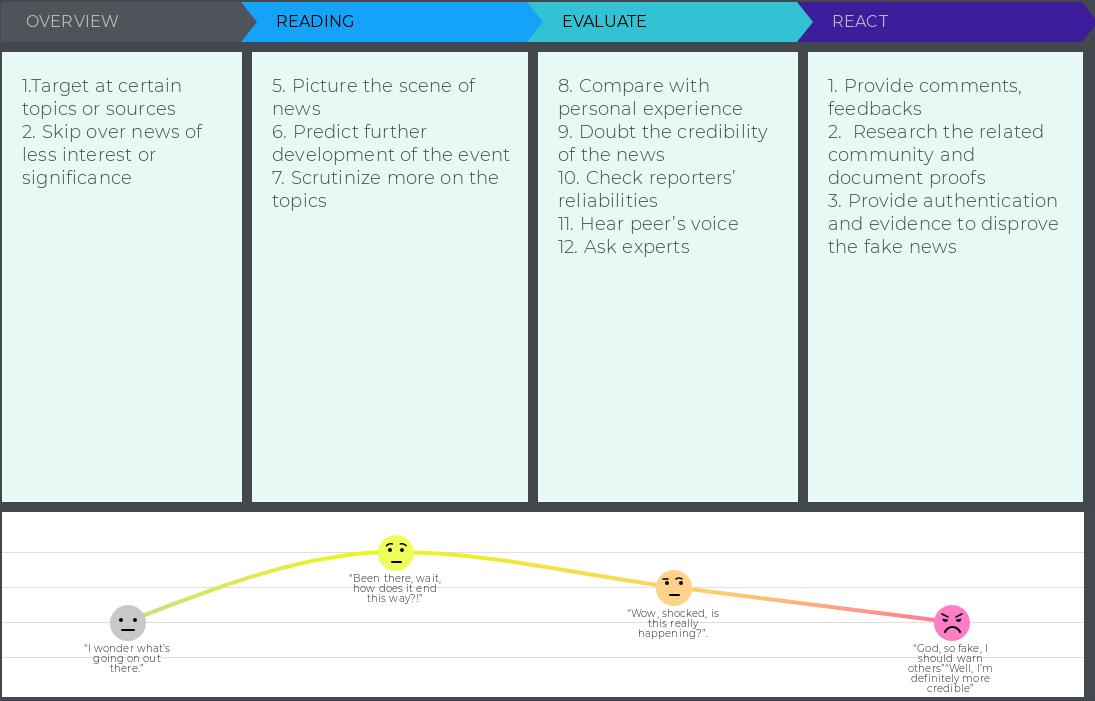 OVERVIEW
READING
EVALUATE
REACT
1.Target at certain
topics or sources
2. Skip over news of
less interest or
significance
5. Picture the scene of
news
6. Predict further
development of the event
7. Scrutinize more on the
topics
8. Compare with
personal experience
9. Doubt the credibility
of the news
10. Check reporters’
reliabilities
11. Hear peer’s voice
12. Ask experts
1. Provide comments,
feedbacks
2.  Research the related
community and
document proofs
3. Provide authentication
and evidence to disprove
the fake news
“I wonder what’s
going on out
there.”
“Been there, wait,
how does it end
this way?!”
“Wow, shocked, is
this really
happening?”.
“God, so fake, I
should warn
others”“Well, I’m
definitely more
credible”